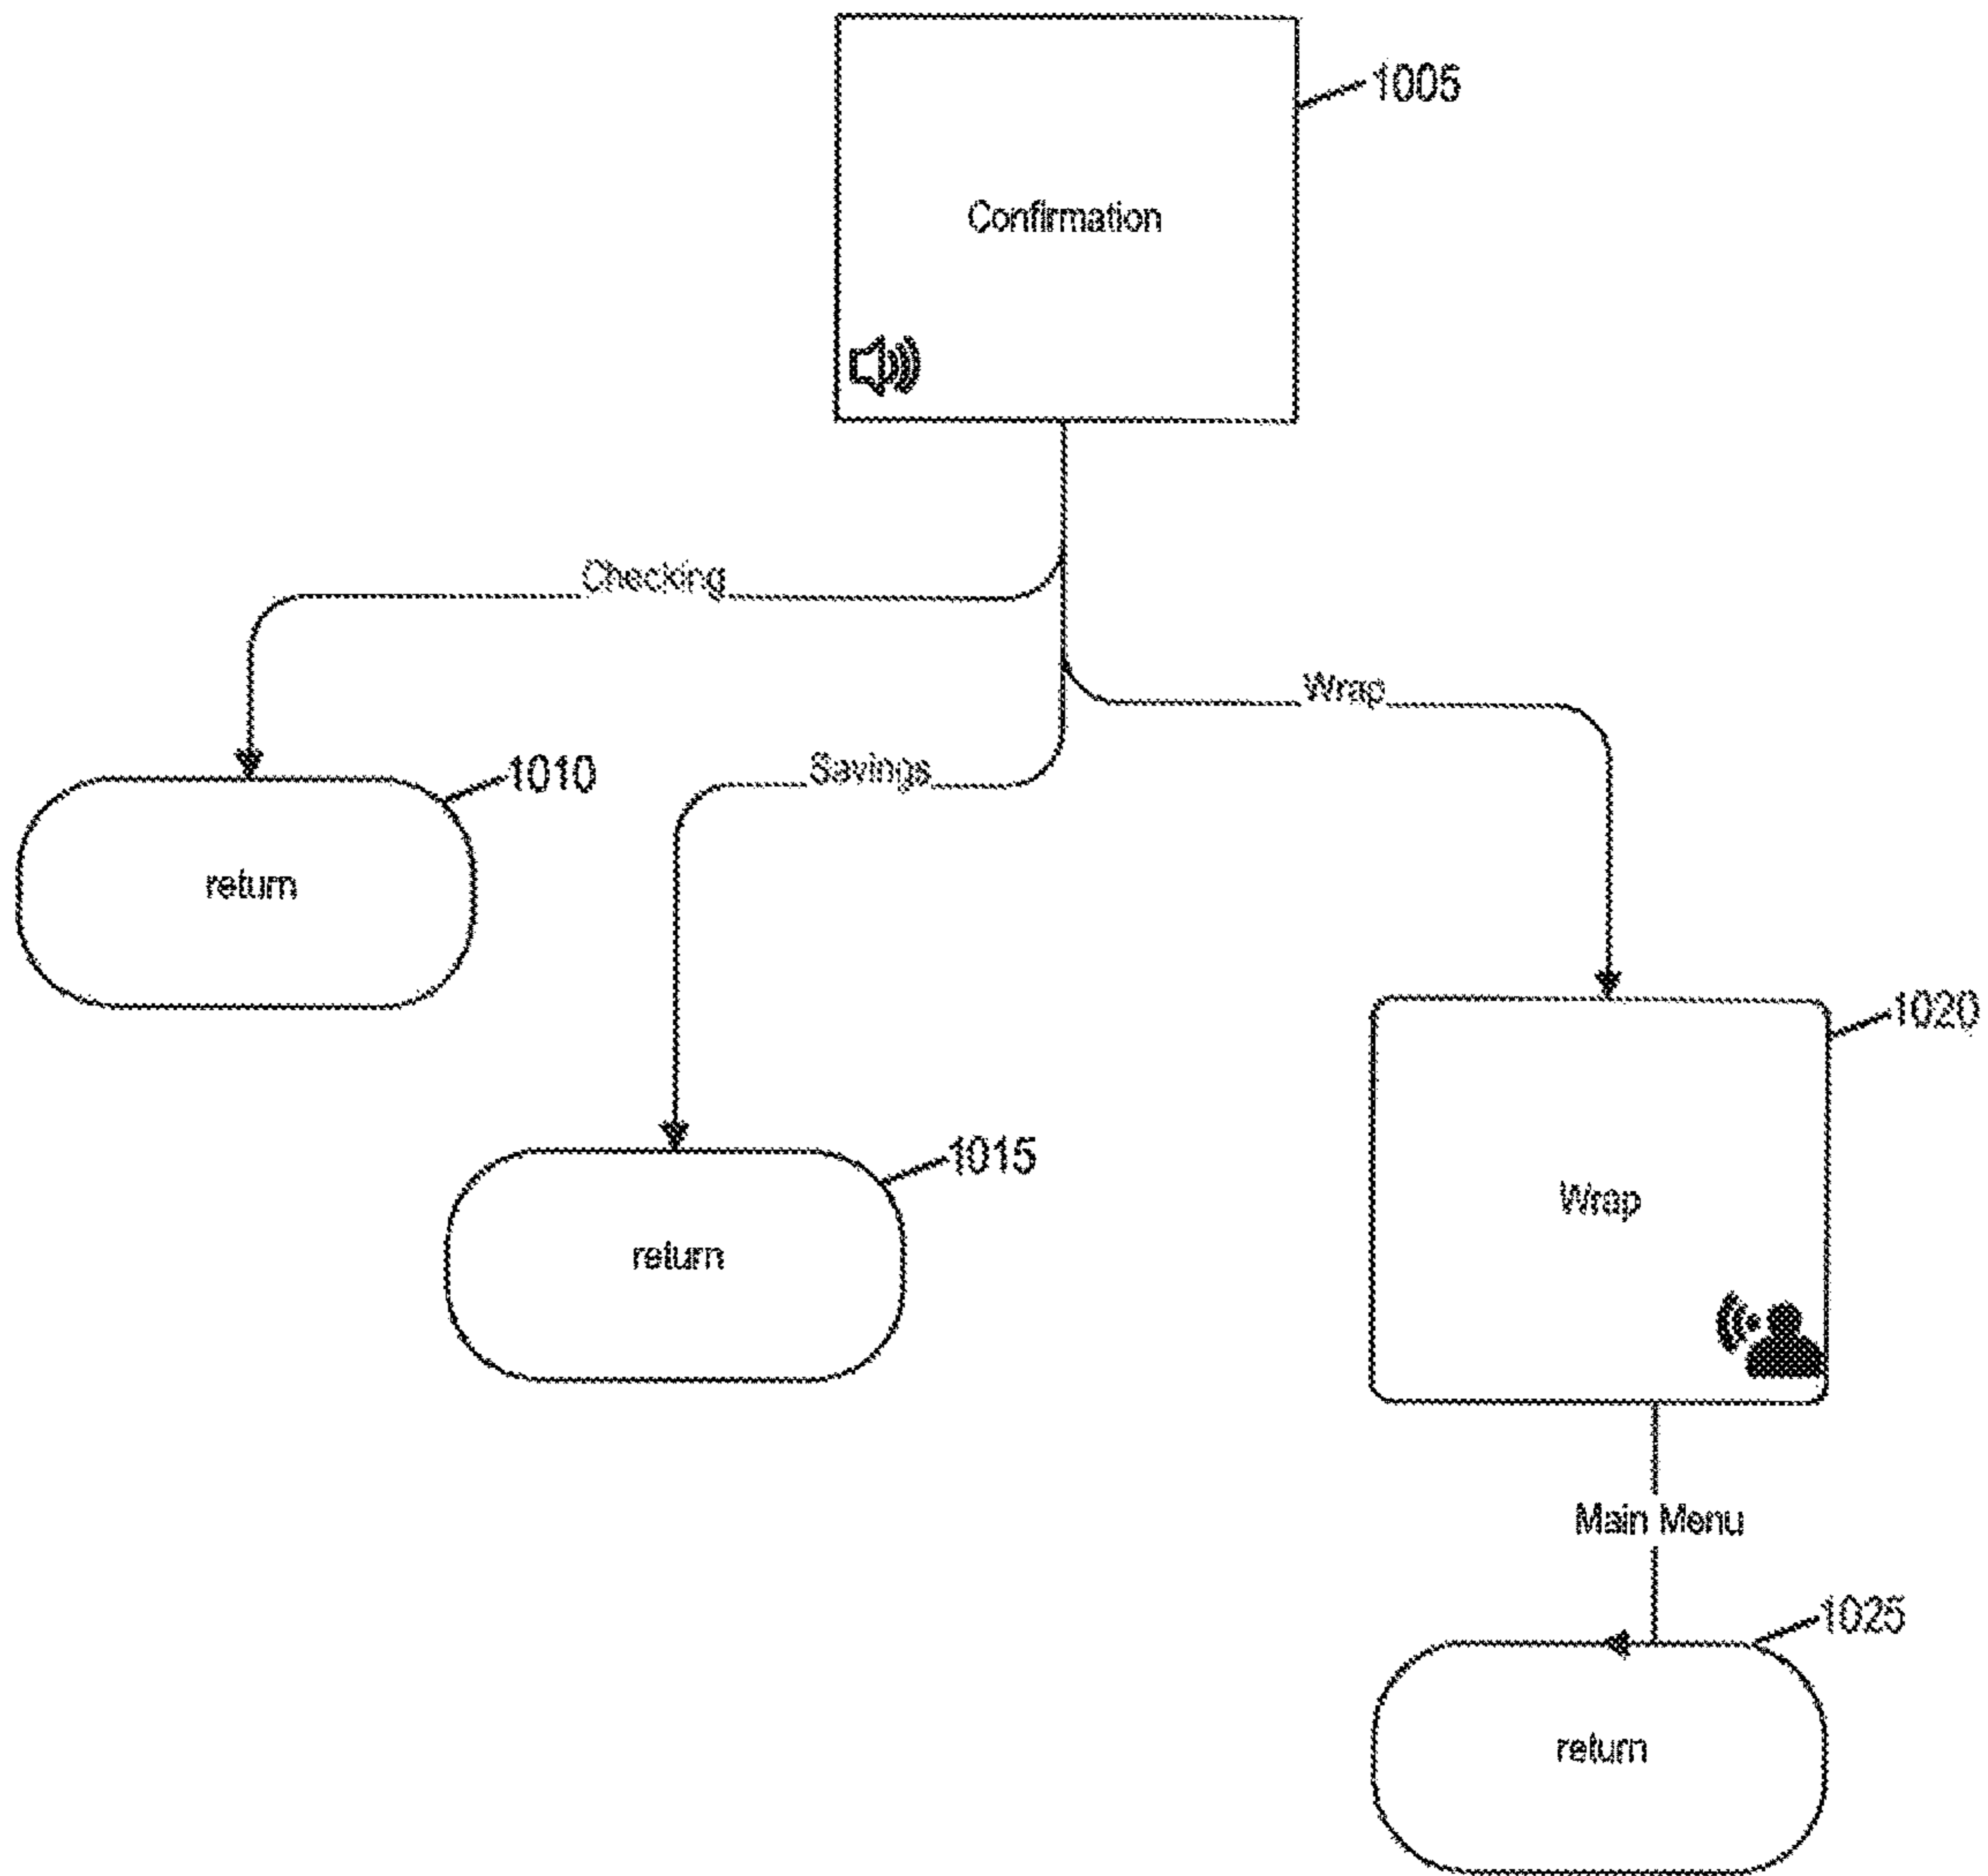 1005
Confirmation
Checking
Wrap
Savings
1010
return
1020
1015
Wrap
return
Main Menu
1025
return